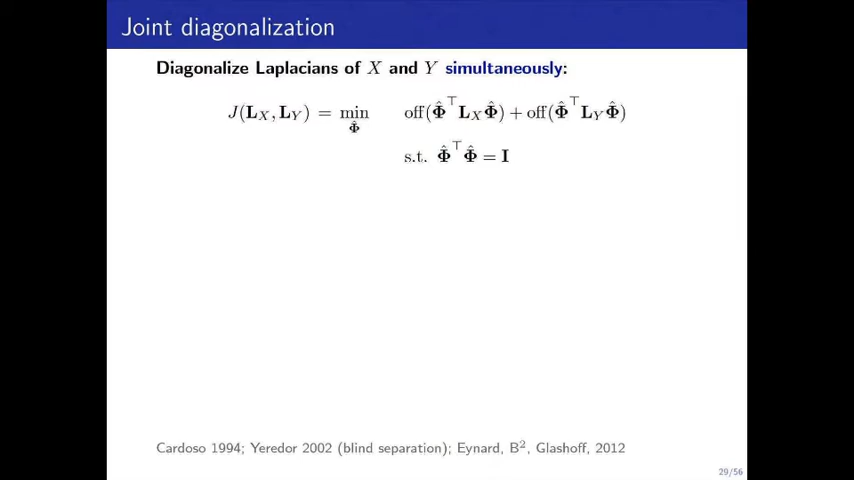 Joint diagonalization
Diagonalize Laplacians of X and Y simultaneously:
J(L_X, L_Y) = min_Φ̂ off(Φ̂^⊤ L_X Φ̂) + off(Φ̂^⊤ L_Y Φ̂)
s.t. Φ̂^⊤ Φ̂ = I
Cardoso 1994; Yeredor 2002 (blind separation); Eynard, B², Glashoff, 2012
29/56